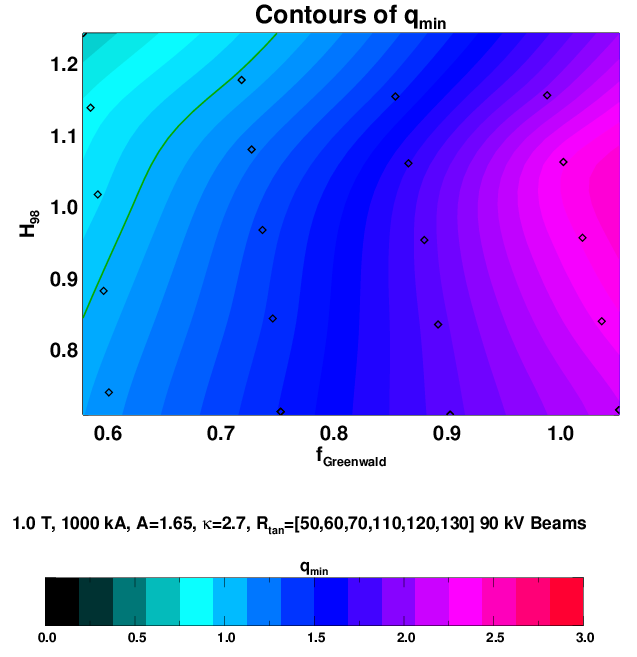 Contours of qmin
1.2
1.1
1.0
0.9
0.8
H98
0.6 0.7 0.8 0.9 1.0
fGreenwald
1.0 T, 1000 kA, A=1.65, κ=2.7, Rtan=[50,60,70,110,120,130] 90 kV Beams
qmin
0.0 0.5 1.0 1.5 2.0 2.5 3.0